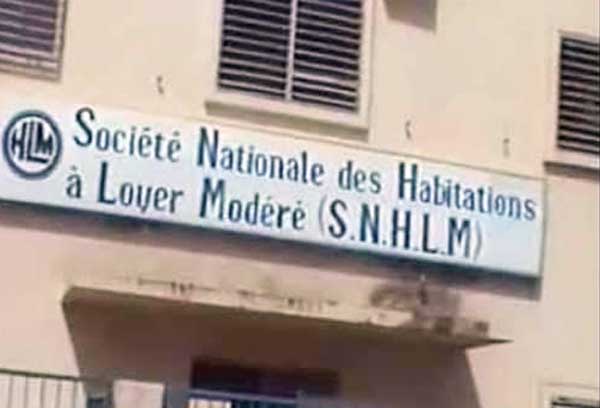 HLM Société Nationale des Habitations
à Loyer Modéré (S.N.H.L.M)